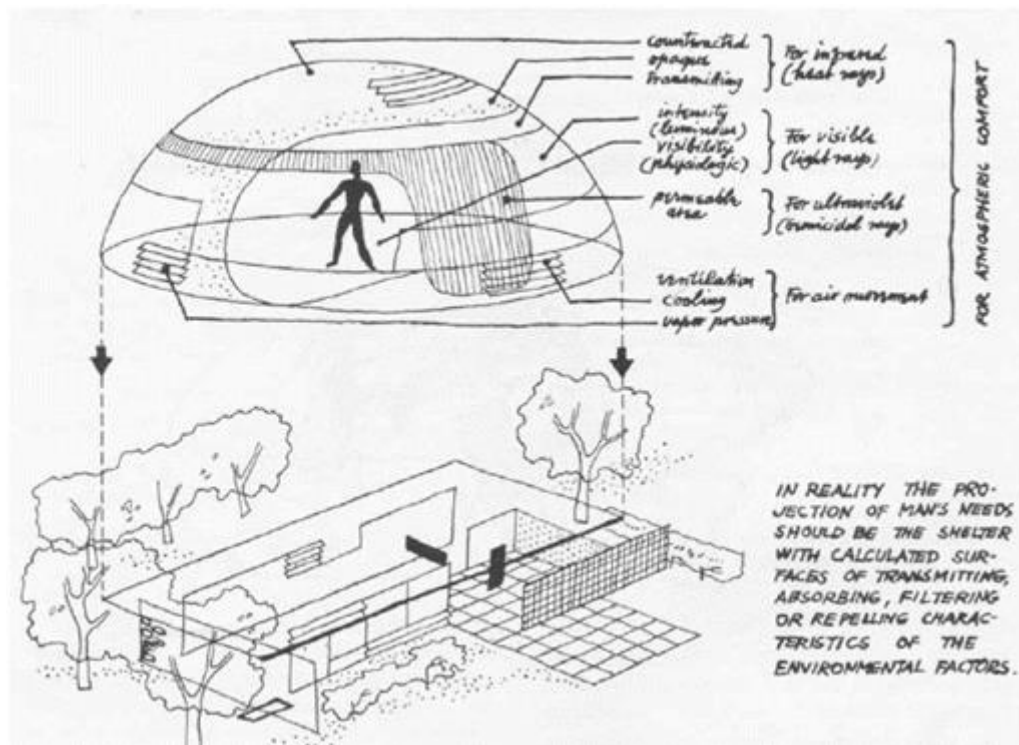 counteracted
opaque
transmitting
For infrared
(heat rays)
intensity
(luminous)
visibility
(physiologic)
For visible
(light rays)
permeable
area
For ultraviolet
(rays)
ventilation
cooling
vapor pressure
For air movement
FOR ATMOSPHERIC COMFORT
IN REALITY THE PRO-
JECTION OF MAN'S NEEDS
SHOULD BE THE SHELTER
WITH CALCULATED SUR-
FACES OF TRANSMITTING,
ABSORBING, FILTERING
OR REPELLING CHARAC-
TERISTICS OF THE
ENVIRONMENTAL FACTORS.